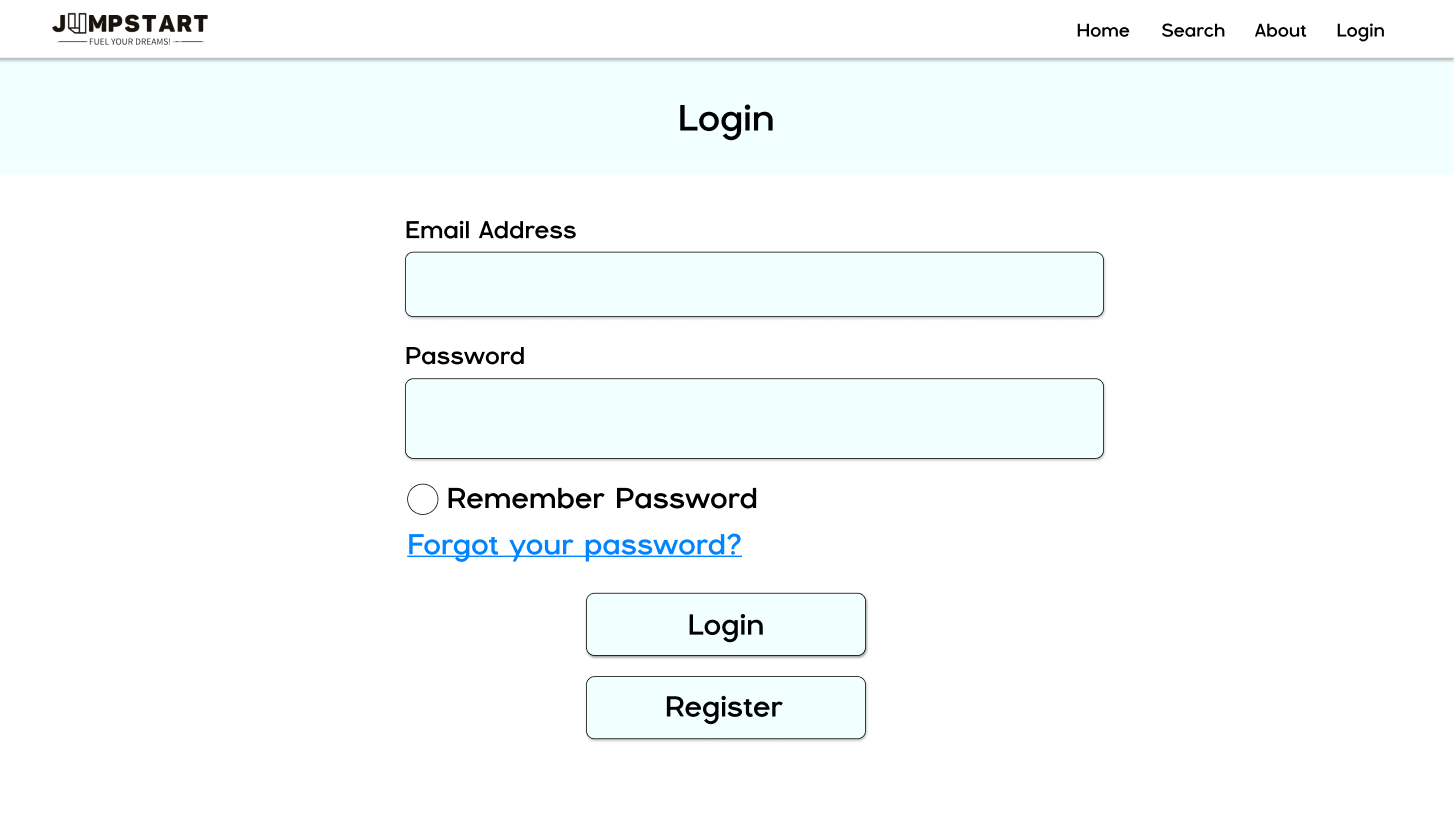 JUMPSTART
FUEL YOUR DREAMS!
Home Search About Login
Login
Email Address
Password
Remember Password
Forgot your password?
Login
Register